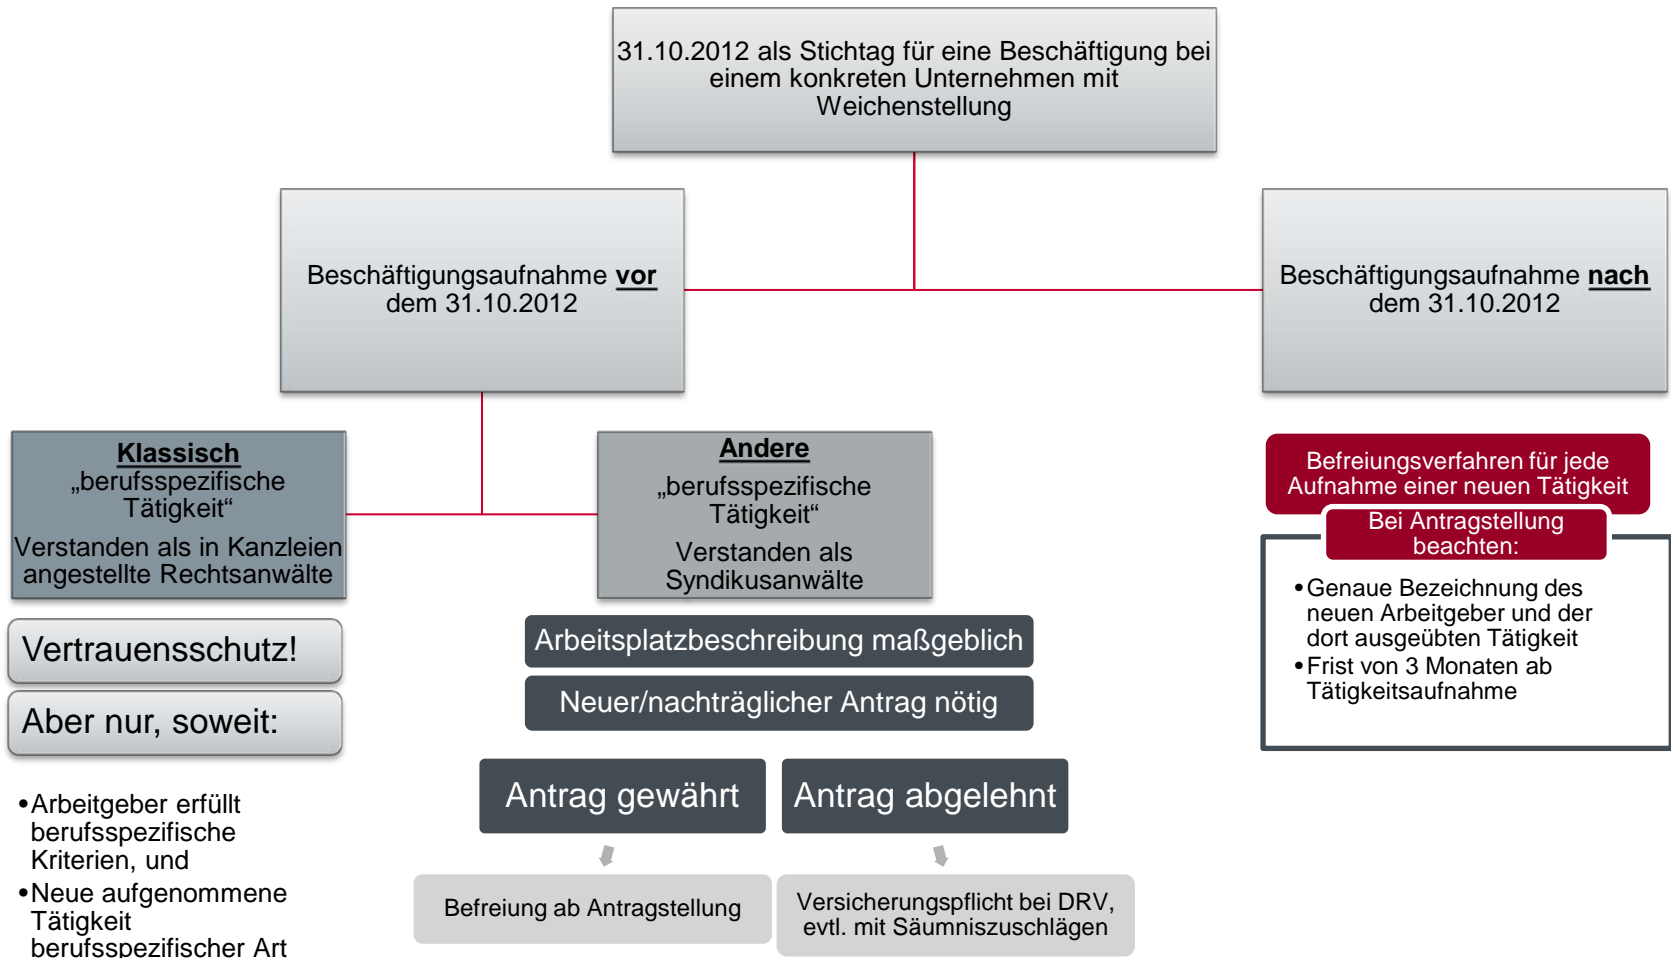 31.10.2012 als Stichtag für eine Beschäftigung bei
einem konkreten Unternehmen mit
Weichenstellung
Beschäftigungsaufnahme vor
dem 31.10.2012
Beschäftigungsaufnahme nach
dem 31.10.2012
Klassisch
„berufsspezifische
Tätigkeit“
Verstanden als in Kanzleien
angestellte Rechtsanwälte
Andere
„berufsspezifische
Tätigkeit“
Verstanden als
Syndikusanwälte
Befreiungsverfahren für jede
Aufnahme einer neuen Tätigkeit
Bei Antragstellung
beachten:
•Genaue Bezeichnung des
neuen Arbeitgeber und der
dort ausgeübten Tätigkeit
•Frist von 3 Monaten ab
Tätigkeitsaufnahme
Vertrauensschutz!
Aber nur, soweit:
•Arbeitgeber erfüllt
berufsspezifische
Kriterien, und
•Neue aufgenommene
Tätigkeit
berufsspezifischer Art
Arbeitsplatzbeschreibung maßgeblich
Neuer/nachträglicher Antrag nötig
Antrag gewährt
Antrag abgelehnt
Befreiung ab Antragstellung
Versicherungspflicht bei DRV,
evtl. mit Säumniszuschlägen